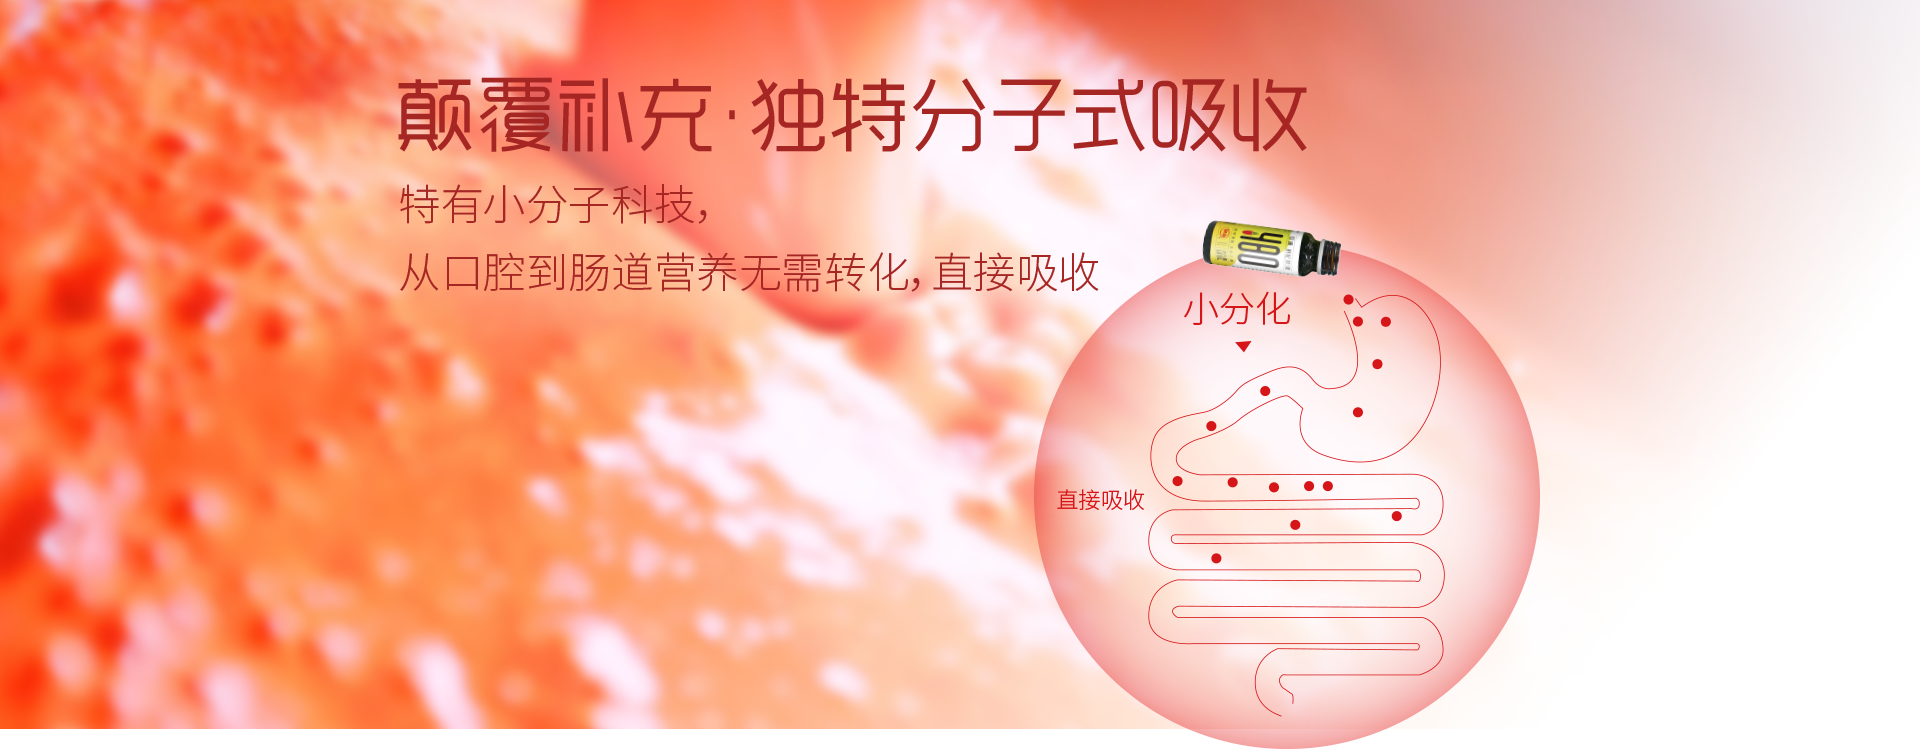 颠覆补充·独特分子式吸收
特有小分子科技，
从口腔到肠道营养无需转化，直接吸收
小分化
直接吸收